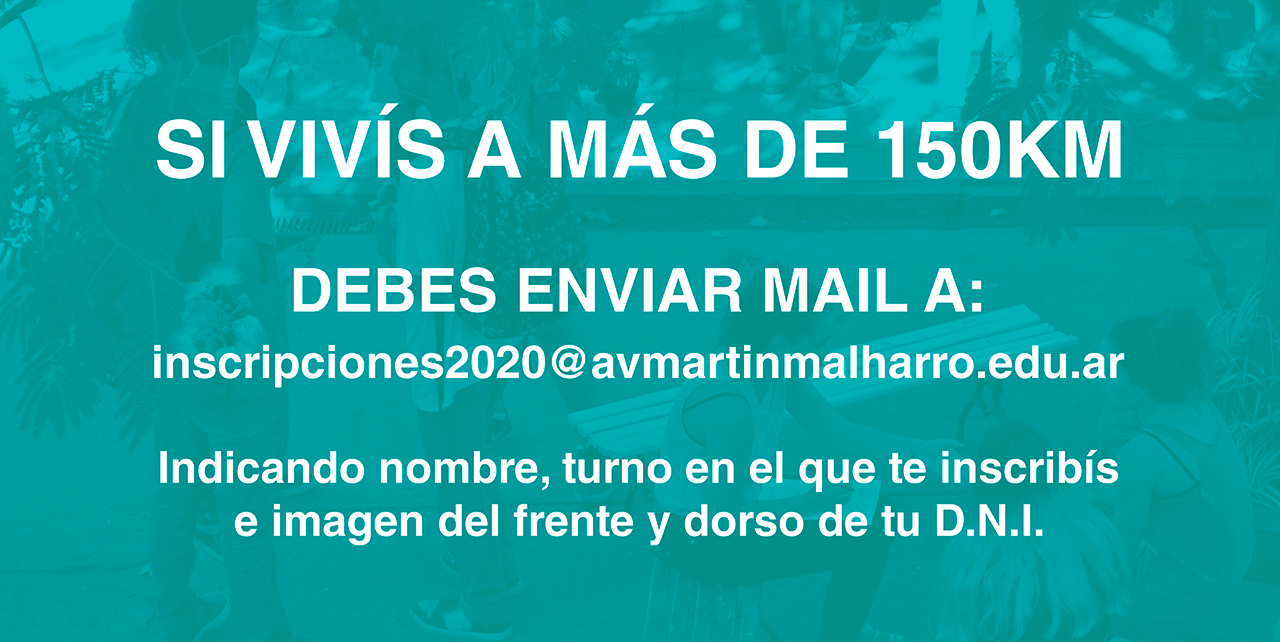 SI VIVÍS A MÁS DE 150KM
DEBES ENVIAR MAIL A:
inscripciones2020@avmartinmalharro.edu.ar
Indicando nombre, turno en el que te inscribís
e imagen del frente y dorso de tu D.N.I.